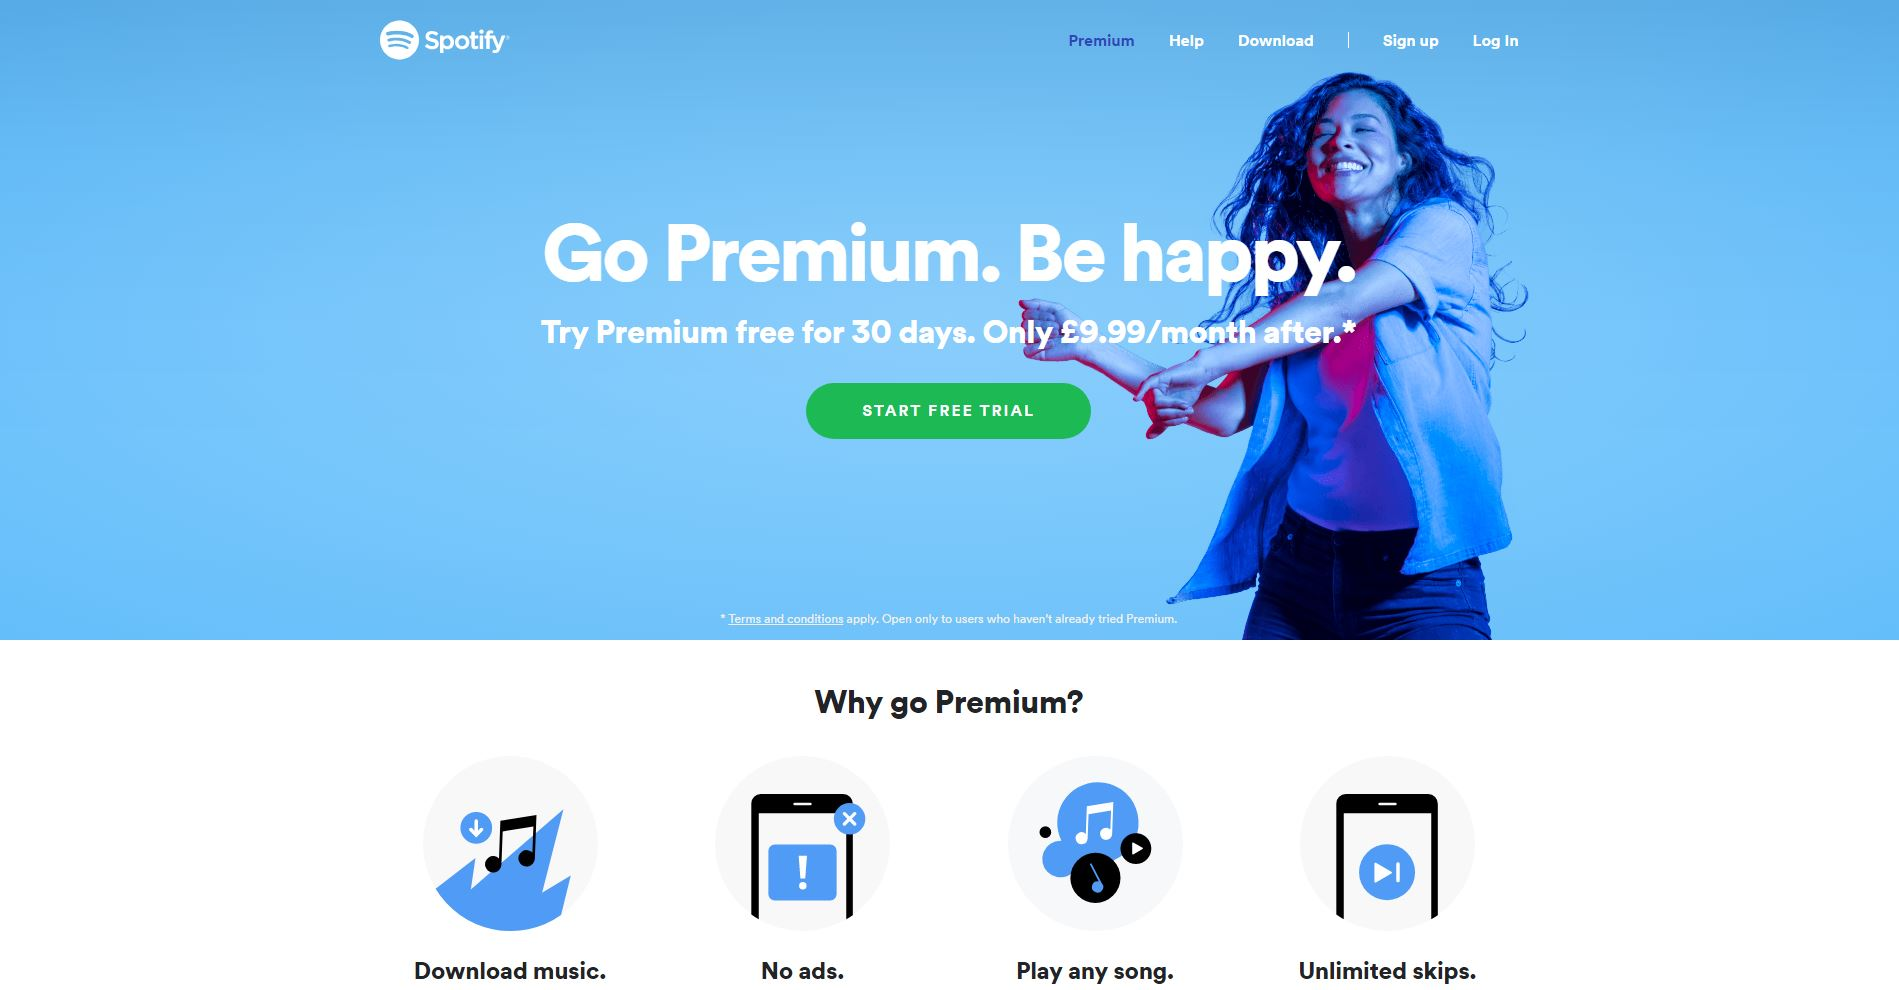 Spotify®
Premium Help Download | Sign up Log In
Go Premium. Be happy.
Try Premium free for 30 days. Only £9.99/month after.*
START FREE TRIAL
* Terms and conditions apply. Open only to users who haven't already tried Premium.
Why go Premium?
Download music. No ads. Play any song. Unlimited skips.